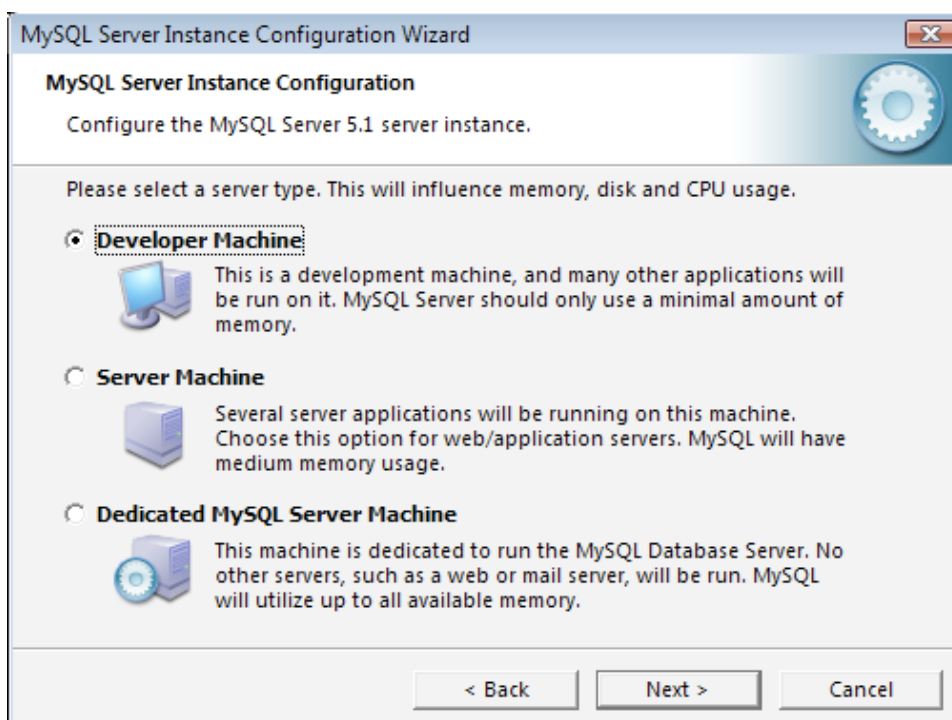 MySQL Server Instance Configuration Wizard
MySQL Server Instance Configuration
Configure the MySQL Server 5.1 server instance.
Please select a server type. This will influence memory, disk and CPU usage.
Developer Machine
This is a development machine, and many other applications will
be run on it. MySQL Server should only use a minimal amount of
memory.
Server Machine
Several server applications will be running on this machine.
Choose this option for web/application servers. MySQL will have
medium memory usage.
Dedicated MySQL Server Machine
This machine is dedicated to run the MySQL Database Server. No
other servers, such as a web or mail server, will be run. MySQL
will utilize up to all available memory.
< Back
Next >
Cancel